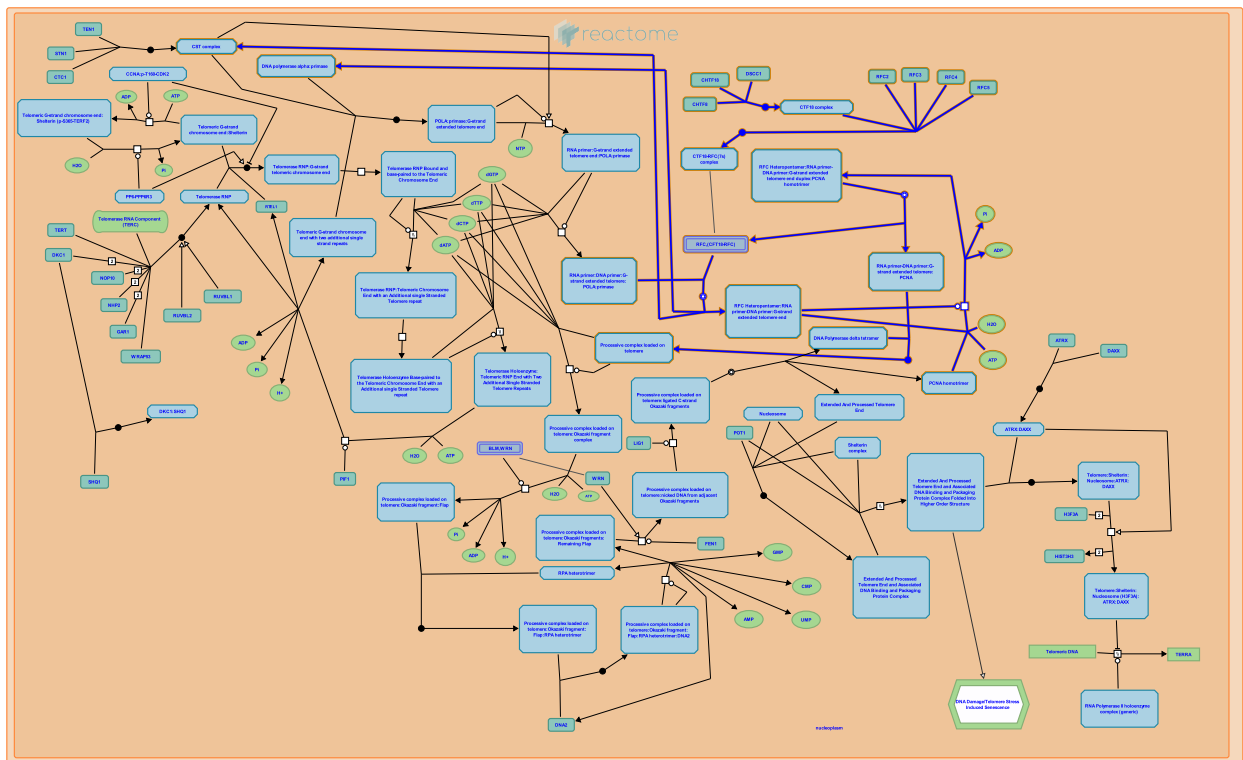 reactome
TEN1
STN1
CTC1
CST complex
DNA polymerase alpha:primase
CCNA:p-T160-CDK2
ADP
ATP
Telomeric G-strand chromosome end:
Shelterin (p-S365-TERF2)
Telomeric G-strand
chromosome end:Shelterin
H2O
Pi
PP6-PPP6R3
Telomerase RNP:G-strand
telomeric chromosome end
Telomerase RNP Bound and
base-paired to the Telomeric
Chromosome End
POLA primase:G-strand
extended telomere end
NTP
RNA primer:G-strand extended
telomere end:POLA primase
Telomerase RNP
RTEL1
Telomerase RNA Component
(TERC)
TERT
DKC1
2
NOP10
2
NHP2
2
GAR1
WRAP53
RUVBL2
RUVBL1
Telomeric G-strand chromosome
end with two additional single
strand repeats
dGTP
dTTP
dCTP
dATP
Telomerase RNP:Telomeric Chromosome
End with an Additional single Stranded
Telomere repeat
RNA primer:DNA primer:G-
strand extended telomere:
POLA primase
ADP
Pi
H+
Telomerase Holoenzyme Base-paired to
the Telomeric Chromosome End with an
Additional single Stranded Telomere
repeat
Telomerase Holoenzyme:
Telomeric RNP End with Two
Additional Single Stranded
Telomere Repeats
DKC1:SHQ1
SHQ1
H2O
ATP
PIF1
CHTF18
DSCC1
CHTF8
CTF18 complex
RFC2
RFC3
RFC4
RFC5
CTF18-RFC(7s)
complex
RFC Heteropentamer:RNA primer-
DNA primer:G-strand extended
telomere end duplex:PCNA
homotrimer
RFC,(CFT18-RFC)
Pi
ADP
RNA primer-DNA primer:G-
strand extended telomere:
PCNA
RFC Heteropentamer:RNA
primer-DNA primer:G-strand
extended telomere end
H2O
ATP
DNA Polymerase delta tetramer
Processive complex loaded on
telomere
PCNA homotrimer
ATRX
DAXX
Processive complex loaded on
telomere:ligated C-strand
Okazaki fragments
Extended And Processed Telomere
End
Nucleosome
POT1
Shelterin
complex
ATRX:DAXX
Processive complex loaded on
telomere:Okazaki fragment
complex
LIG1
BLM,WRN
WRN
H2O
ATP
Processive complex loaded on
telomere:nicked DNA from adjacent
Okazaki fragments
Processive complex loaded on
telomere:Okazaki fragment:Flap
Pi
ADP
H+
Processive complex loaded on
telomere:Okazaki fragments:
Remaining Flap
FEN1
RPA heterotrimer
GMP
CMP
UMP
AMP
Processive complex loaded on
telomere:Okazaki fragment:
Flap:RPA heterotrimer
Processive complex loaded on
telomere:Okazaki fragment:
Flap:RPA heterotrimer:DNA2
DNA2
Extended And Processed
Telomere End and Associated
DNA Binding and Packaging
Protein Complex Folded Into
Higher Order Structure
Extended And Processed
Telomere End and Associated
DNA Binding and Packaging
Protein Complex
Telomere:Shelterin:
Nucleosome:ATRX:
DAXX
H3F3A
2
HIST3H3
2
Telomere:Shelterin:
Nucleosome (H3F3A):
ATRX:DAXX
Telomeric DNA
TERRA
RNA Polymerase II holoenzyme
complex (generic)
DNA Damage/Telomere Stress
Induced Senescence
nucleoplasm